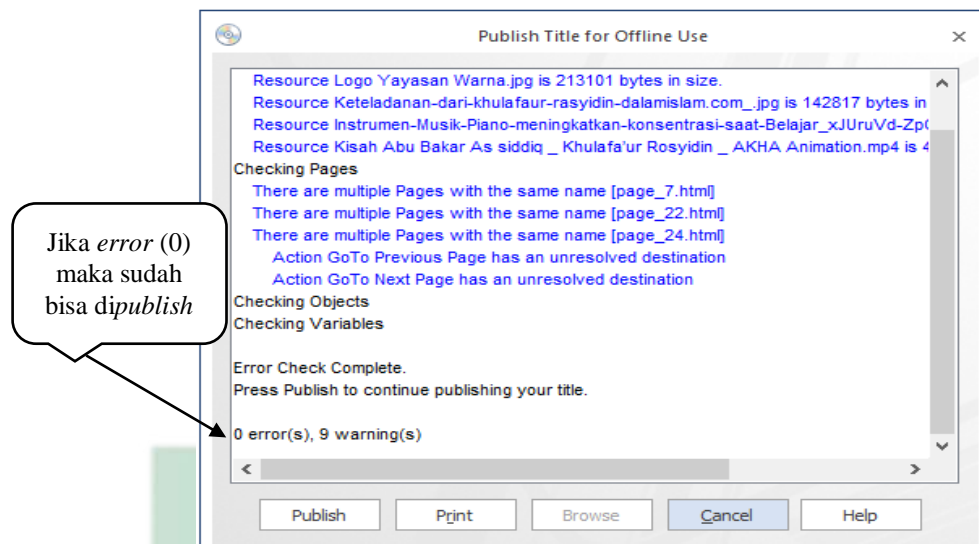 Publish Title for Offline Use
Resource Logo Yayasan Warna.jpg is 213101 bytes in size.
Resource Keteladanan-dari-khulafaur-rasyidin-dalamislam.com_.jpg is 142817 bytes in
Resource Instrumen-Musik-Piano-meningkatkan-konsentrasi-saat-Belajar_xJUruVd-Zp
Resource Kisah Abu Bakar As siddiq _ Khulafa'ur Rosyidin _ AKHA Animation.mp4 is 4
Checking Pages
There are multiple Pages with the same name [page_7.html]
There are multiple Pages with the same name [page_22.html]
There are multiple Pages with the same name [page_24.html]
Action GoTo Previous Page has an unresolved destination
Action GoTo Next Page has an unresolved destination
Checking Objects
Checking Variables
Error Check Complete.
Press Publish to continue publishing your title.
0 error(s), 9 warning(s)
Publish Print Browse Cancel Help
Jika error (0)
maka sudah
bisa dipublish